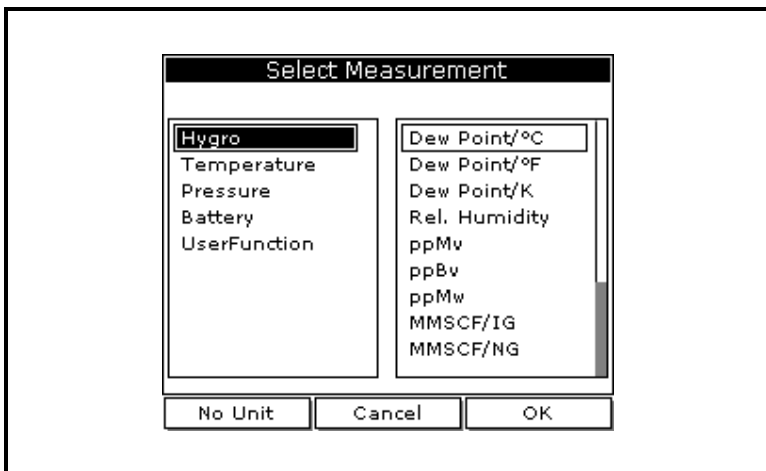 Select Measurement
Hygro
Temperature
Pressure
Battery
UserFunction
Dew Point/°C
Dew Point/°F
Dew Point/K
Rel. Humidity
ppMv
ppBv
ppMw
MMSCF/IG
MMSCF/NG
No Unit
Cancel
OK